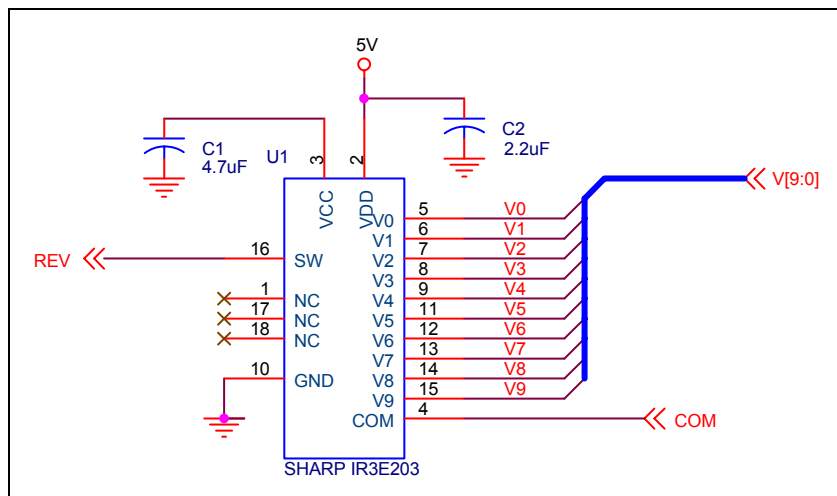 5V
C1
4.7uF
C2
2.2uF
U1
3
2
VCC
VDD
V[9:0]
V0 5 V0
V1 6 V1
V2 7 V2
REV 16 SW
V3 8 V3
1 NC
V4 9 V4
17 NC
V5 11 V5
18 NC
V6 12 V6
V7 13 V7
10 GND
V8 14 V8
V9 15 V9
COM 4 COM
SHARP IR3E203